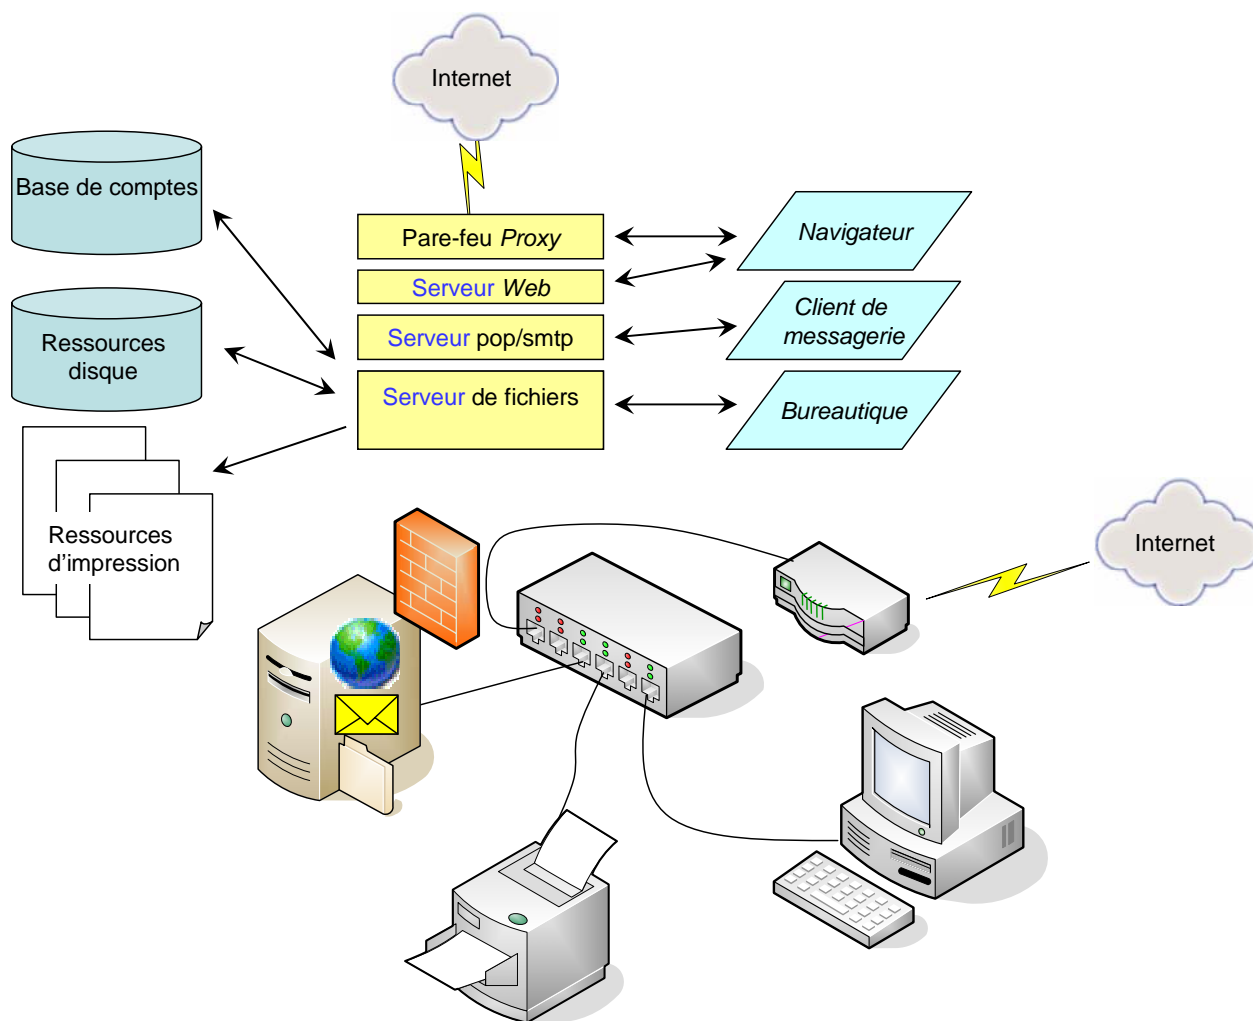 Internet
Base de comptes
Pare-feu Proxy
Navigateur
Serveur Web
Serveur pop/smtp
Client de
messagerie
Ressources
disque
Serveur de fichiers
Bureautique
Ressources
d’impression
Internet